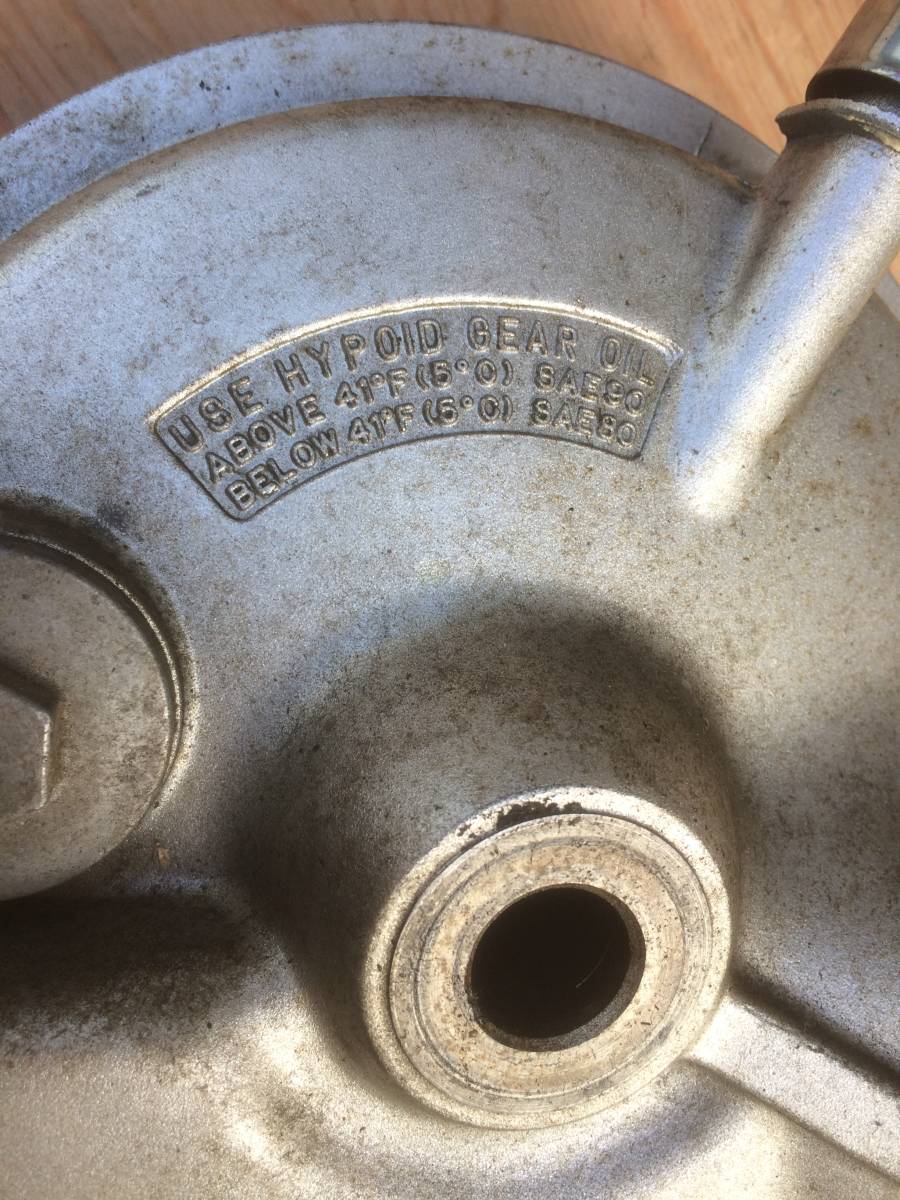 USE HYPOID GEAR OIL
ABOVE 41°F (5°C) SAE90
BELOW 41°F (5°C) SAE80